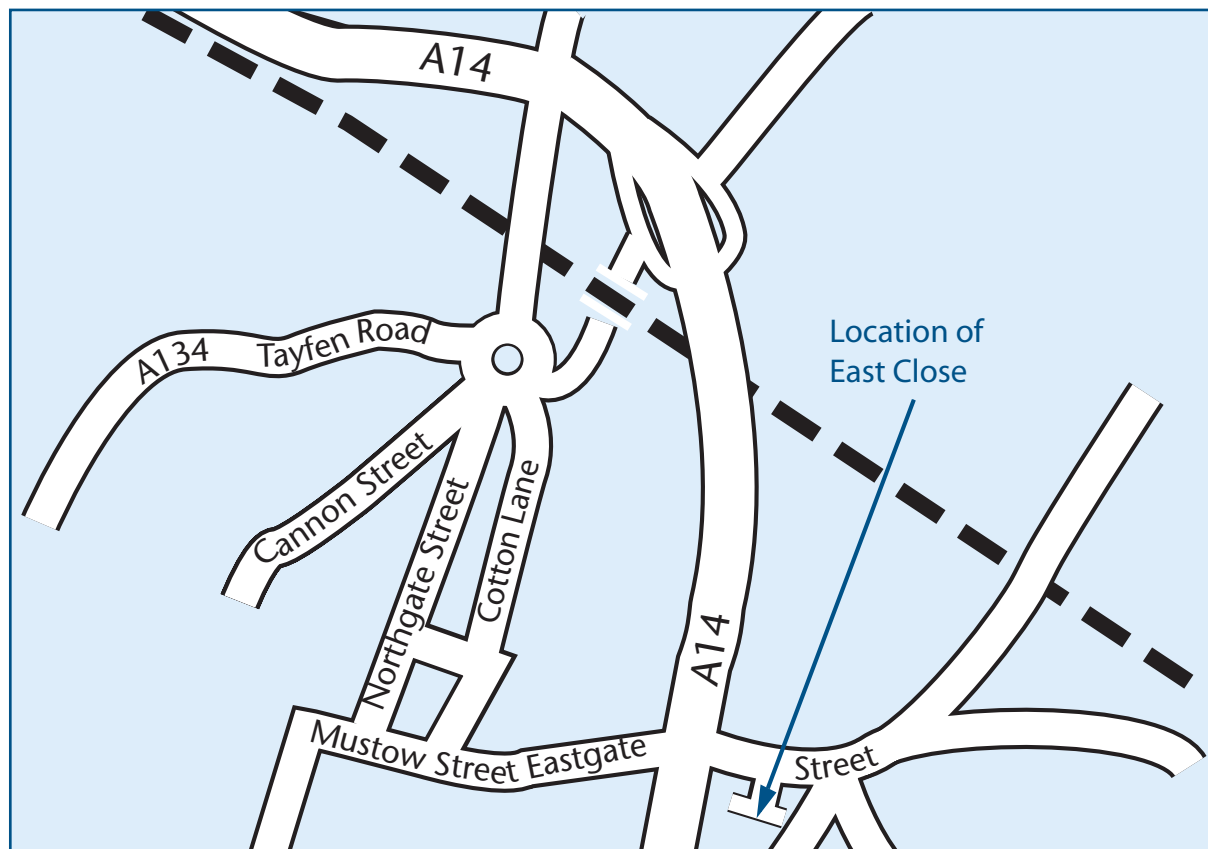 A14
Location of
East Close
Tayfen Road
A134
Cannon Street
Northgate Street
Cotton Lane
A14
Mustow Street Eastgate Street